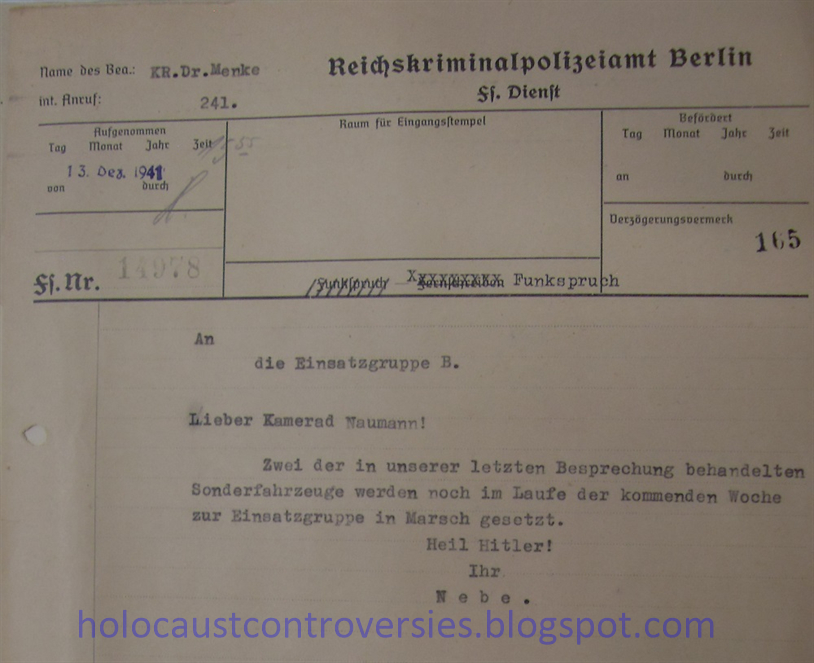 Name des Bea.: KR.Dr.Menke
Reichskriminalpolizeiamt Berlin
int. Anruf: 241.
Fs. Dienst
Aufgenommen
Tag Monat Jahr Zeit
13. Dez. 1941
von durch
Raum für Eingangsstempel
Befördert
Tag Monat Jahr Zeit
an durch
Verzögerungsvermerk
165
Fs. Nr. 14978
Funkspruch Fernschreiben Funkspruch
An
die Einsatzgruppe B.
Lieber Kamerad Naumann!
Zwei der in unserer letzten Besprechung behandelten
Sonderfahrzeuge werden noch im Laufe der kommenden Woche
zur Einsatzgruppe in Marsch gesetzt.
Heil Hitler!
Ihr
N e b e .
holocaustcontroversies.blogspot.com